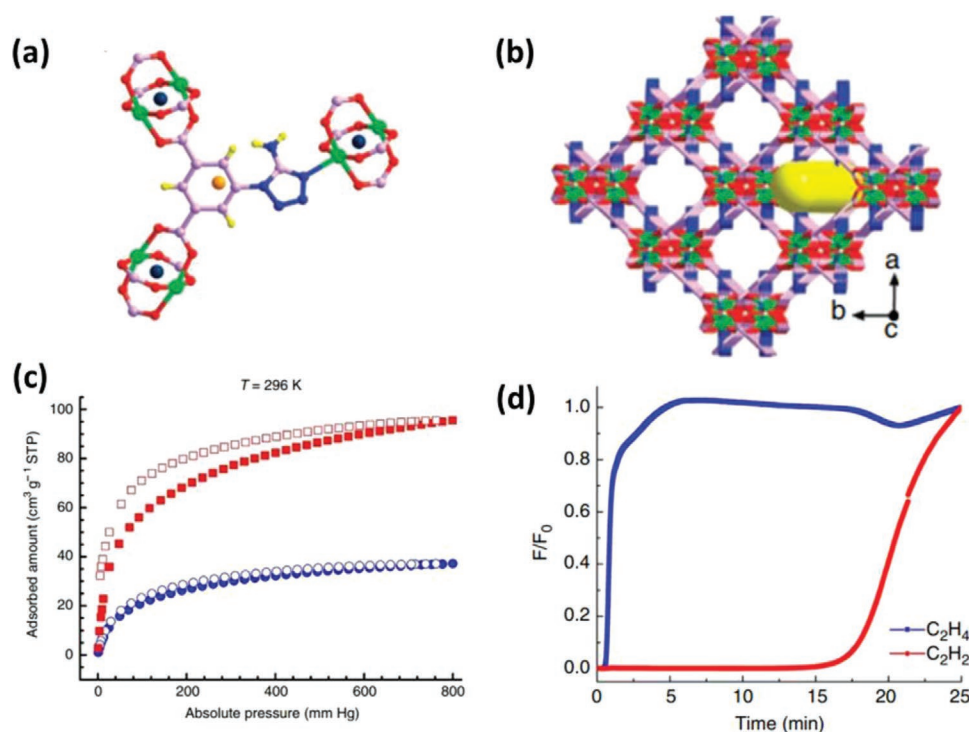 (a)
(b)
a
b
c
(c)
T = 296 K
100
80
60
40
20
0
Adsorbed amount (cm³ g⁻¹ STP)
0 200 400 600 800
Absolute pressure (mm Hg)
(d)
1.0
0.8
0.6
0.4
0.2
0.0
F/F₀
C₂H₄
C₂H₂
0 5 10 15 20 25
Time (min)